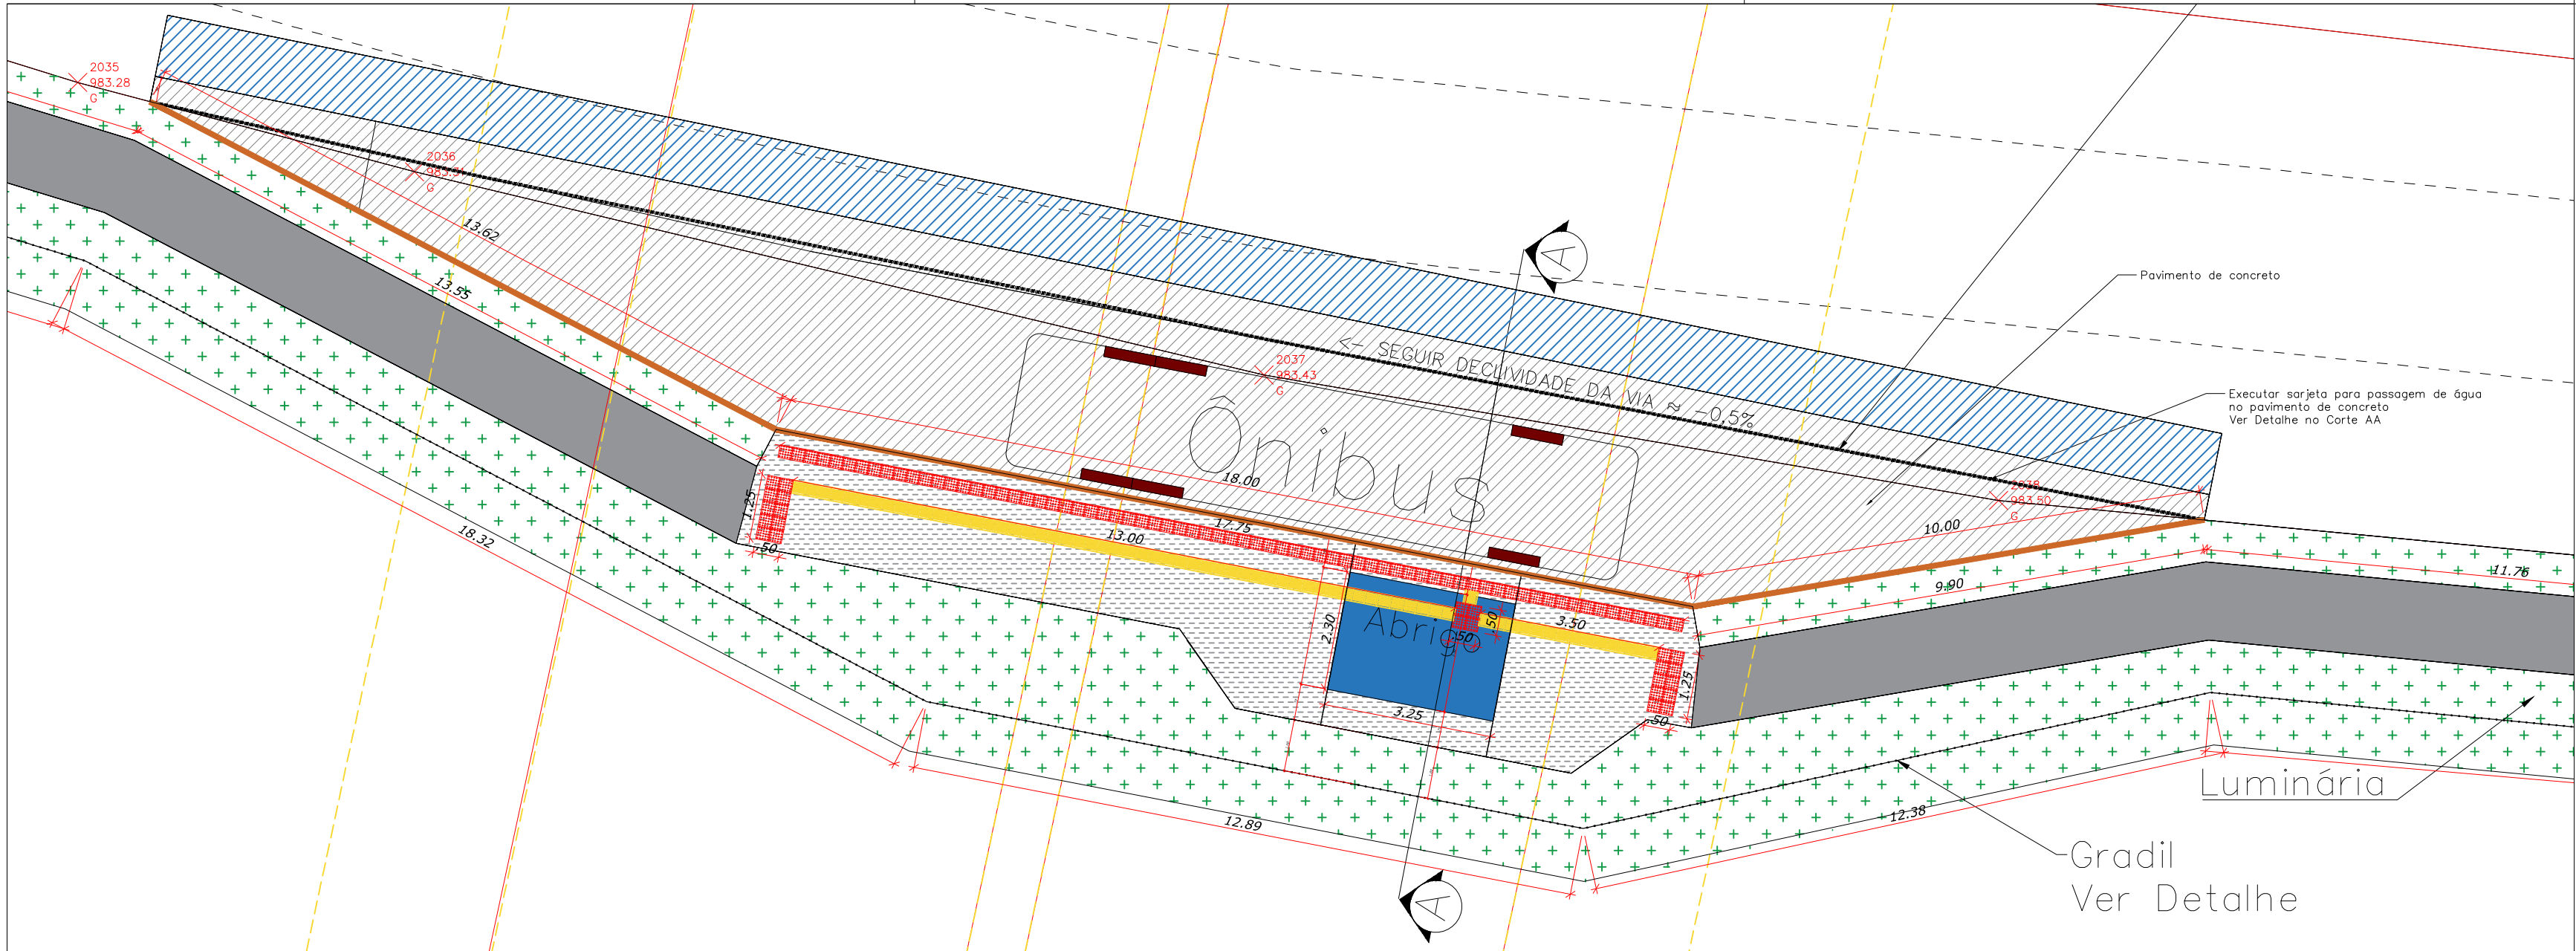 2035
983.28
G
2036
G
13.62
13.55
18.32
A
Pavimento de concreto
<- SEGUIR DECLIVIDADE DA VIA ≈ -0,5%
2037
983.43
G
Executar sarjeta para passagem de água
no pavimento de concreto
Ver Detalhe no Corte AA
Ônibus
18.00
2038
983.50
G
10.00
1.25
.50
17.75
13.00
9.90
11.76
Abrigo
2.30
.50
.50
3.50
1.25
.50
3.25
12.89
12.38
Luminária
Gradil
Ver Detalhe
A